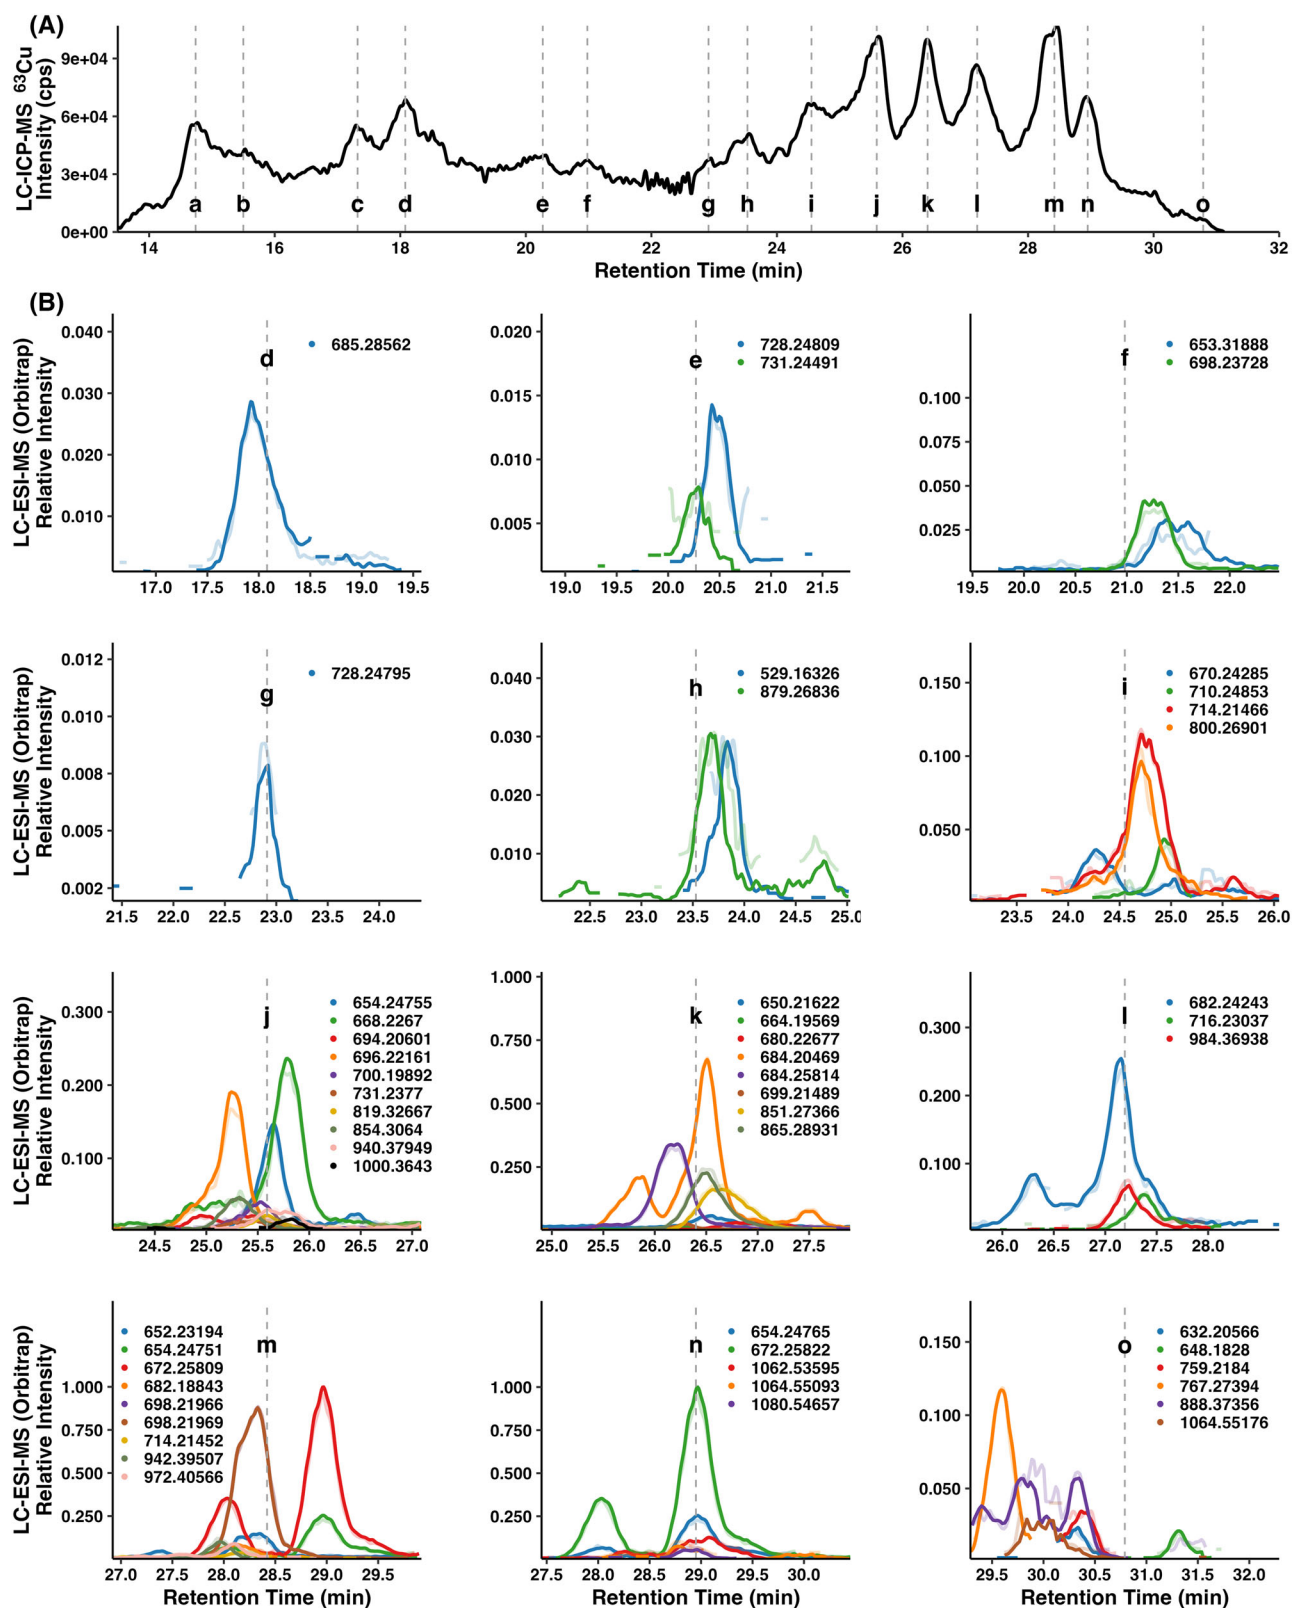 (A)
LC-ICP-MS ⁶³Cu
Intensity (cps)
9e+04
6e+04
3e+04
0e+00
a b c d e f g h i j k l m n o
14 16 18 20 22 24 26 28 30 32
Retention Time (min)
(B)
LC-ESI-MS (Orbitrap)
Relative Intensity
0.040
0.030
0.020
0.010
d
685.28562
17.0 17.5 18.0 18.5 19.0 19.5
0.020
0.015
0.010
0.005
e
728.24809
731.24491
19.0 19.5 20.0 20.5 21.0 21.5
0.100
0.075
0.050
0.025
f
653.31888
698.23728
19.5 20.0 20.5 21.0 21.5 22.0
LC-ESI-MS (Orbitrap)
Relative Intensity
0.012
0.010
0.008
0.005
0.002
g
728.24795
21.5 22.0 22.5 23.0 23.5 24.0
0.040
0.030
0.020
0.010
h
529.16326
879.26836
22.5 23.0 23.5 24.0 24.5 25.0
0.150
0.100
0.050
i
670.24285
710.24853
714.21466
800.26901
23.5 24.0 24.5 25.0 25.5 26.0
LC-ESI-MS (Orbitrap)
Relative Intensity
0.300
0.200
0.100
j
654.24755
668.2267
694.20601
696.22161
700.19892
731.2377
819.32667
854.3064
940.37949
1000.3643
24.5 25.0 25.5 26.0 26.5 27.0
1.000
0.750
0.500
0.250
k
650.21622
664.19569
680.22677
684.20469
684.25814
699.21489
851.27366
865.28931
25.0 25.5 26.0 26.5 27.0 27.5
0.300
0.200
0.100
l
682.24243
716.23037
984.36938
26.0 26.5 27.0 27.5 28.0
LC-ESI-MS (Orbitrap)
Relative Intensity
1.000
0.750
0.500
0.250
m
652.23194
654.24751
672.25809
682.18843
698.21966
698.21969
714.21452
942.39507
972.40566
27.0 27.5 28.0 28.5 29.0 29.5
Retention Time (min)
1.000
0.750
0.500
0.250
n
654.24765
672.25822
1062.53595
1064.55093
1080.54657
27.5 28.0 28.5 29.0 29.5 30.0
Retention Time (min)
0.150
0.100
0.050
o
632.20566
648.1828
759.2184
767.27394
888.37356
1064.55176
29.5 30.0 30.5 31.0 31.5 32.0
Retention Time (min)